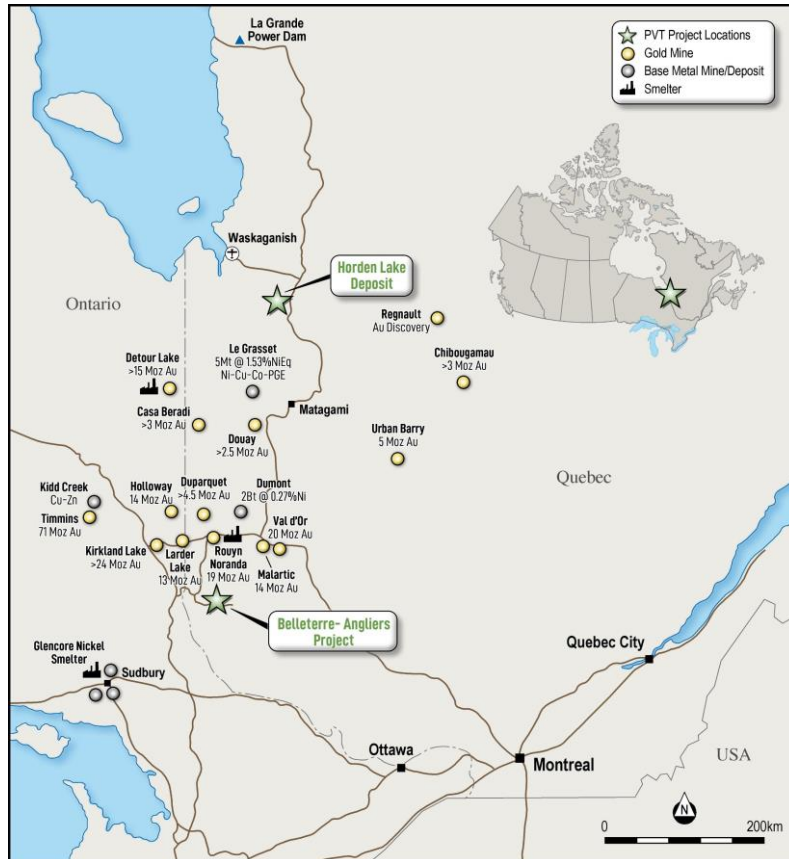 La Grande
Power Dam
PVT Project Locations
Gold Mine
Base Metal Mine/Deposit
Smelter
Waskaganish
Horden Lake
Deposit
Ontario
Regnault
Au Discovery
Detour Lake
>15 Moz Au
Le Grasset
5Mt @ 1.53%NiEq
Ni-Cu-Co-PGE
Chibougamau
>3 Moz Au
Casa Beradi
>3 Moz Au
Matagami
Douay
>2.5 Moz Au
Urban Barry
5 Moz Au
Quebec
Kidd Creek
Cu-Zn
Timmins
71 Moz Au
Holloway
14 Moz Au
Duparquet
>4.5 Moz Au
Dumont
2Bt @ 0.27%Ni
Val d'Or
20 Moz Au
Kirkland Lake
>24 Moz Au
Larder
Lake
13 Moz Au
Rouyn
Noranda
19 Moz Au
Malartic
14 Moz Au
Belleterre- Angliers
Project
Glencore Nickel
Smelter
Sudbury
Quebec City
Ottawa
Montreal
USA
N
0 200km